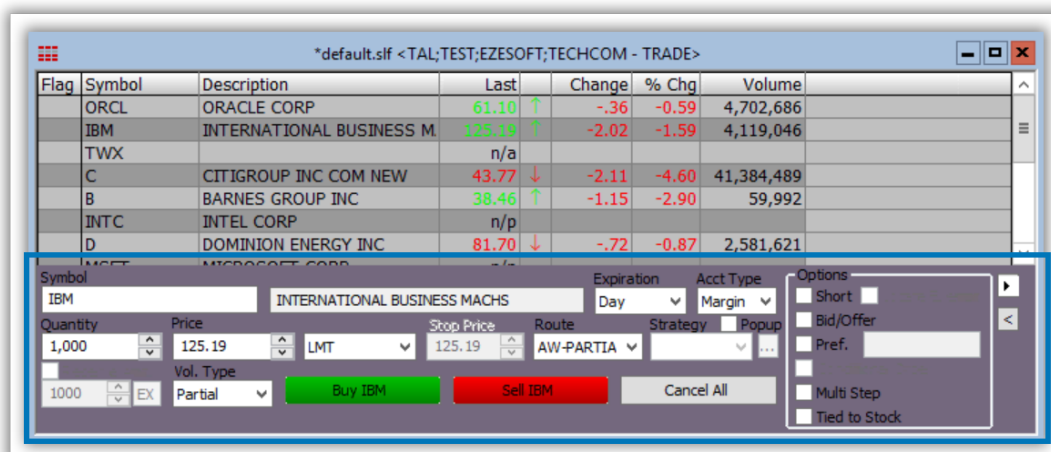 *default.slf <TAL;TEST;EZESOFT;TECHCOM - TRADE>
Flag Symbol Description Last Change % Chg Volume
ORCL ORACLE CORP 61.10 ↑ -.36 -0.59 4,702,686
IBM INTERNATIONAL BUSINESS M. 125.19 ↑ -2.02 -1.59 4,119,046
TWX n/a
C CITIGROUP INC COM NEW 43.77 ↓ -2.11 -4.60 41,384,489
B BARNES GROUP INC 38.46 ↑ -1.15 -2.90 59,992
INTC INTEL CORP n/p
D DOMINION ENERGY INC 81.70 ↓ -.72 -0.87 2,581,621
MSFT MICROSOFT CORP n/p
Symbol Expiration Acct Type Options
IBM INTERNATIONAL BUSINESS MACHS Day Margin Short
Quantity Price Stop Price Route Strategy Popup Bid/Offer
1,000 125.19 LMT 125.19 AW-PARTIA ... Pref.
Vol. Type
1000 EX Partial Buy IBM Sell IBM Cancel All Multi Step
Tied to Stock